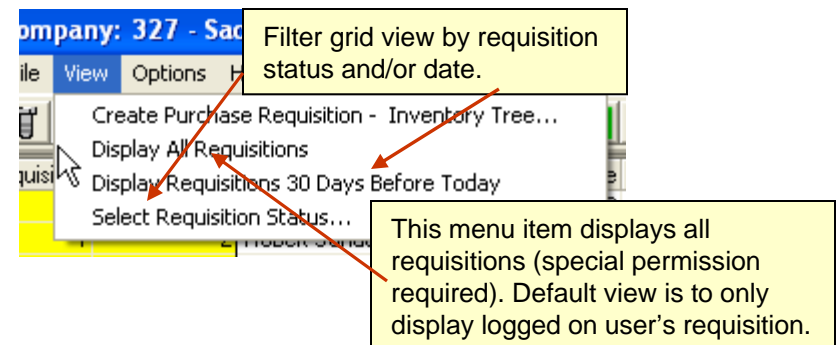 ompany: 327 - Sac
Filter grid view by requisition
status and/or date.
ile View Options H
Create Purchase Requisition - Inventory Tree...
Display All Requisitions
quisi
Display Requisitions 30 Days Before Today
Select Requisition Status...
This menu item displays all
requisitions (special permission
required). Default view is to only
display logged on user's requisition.